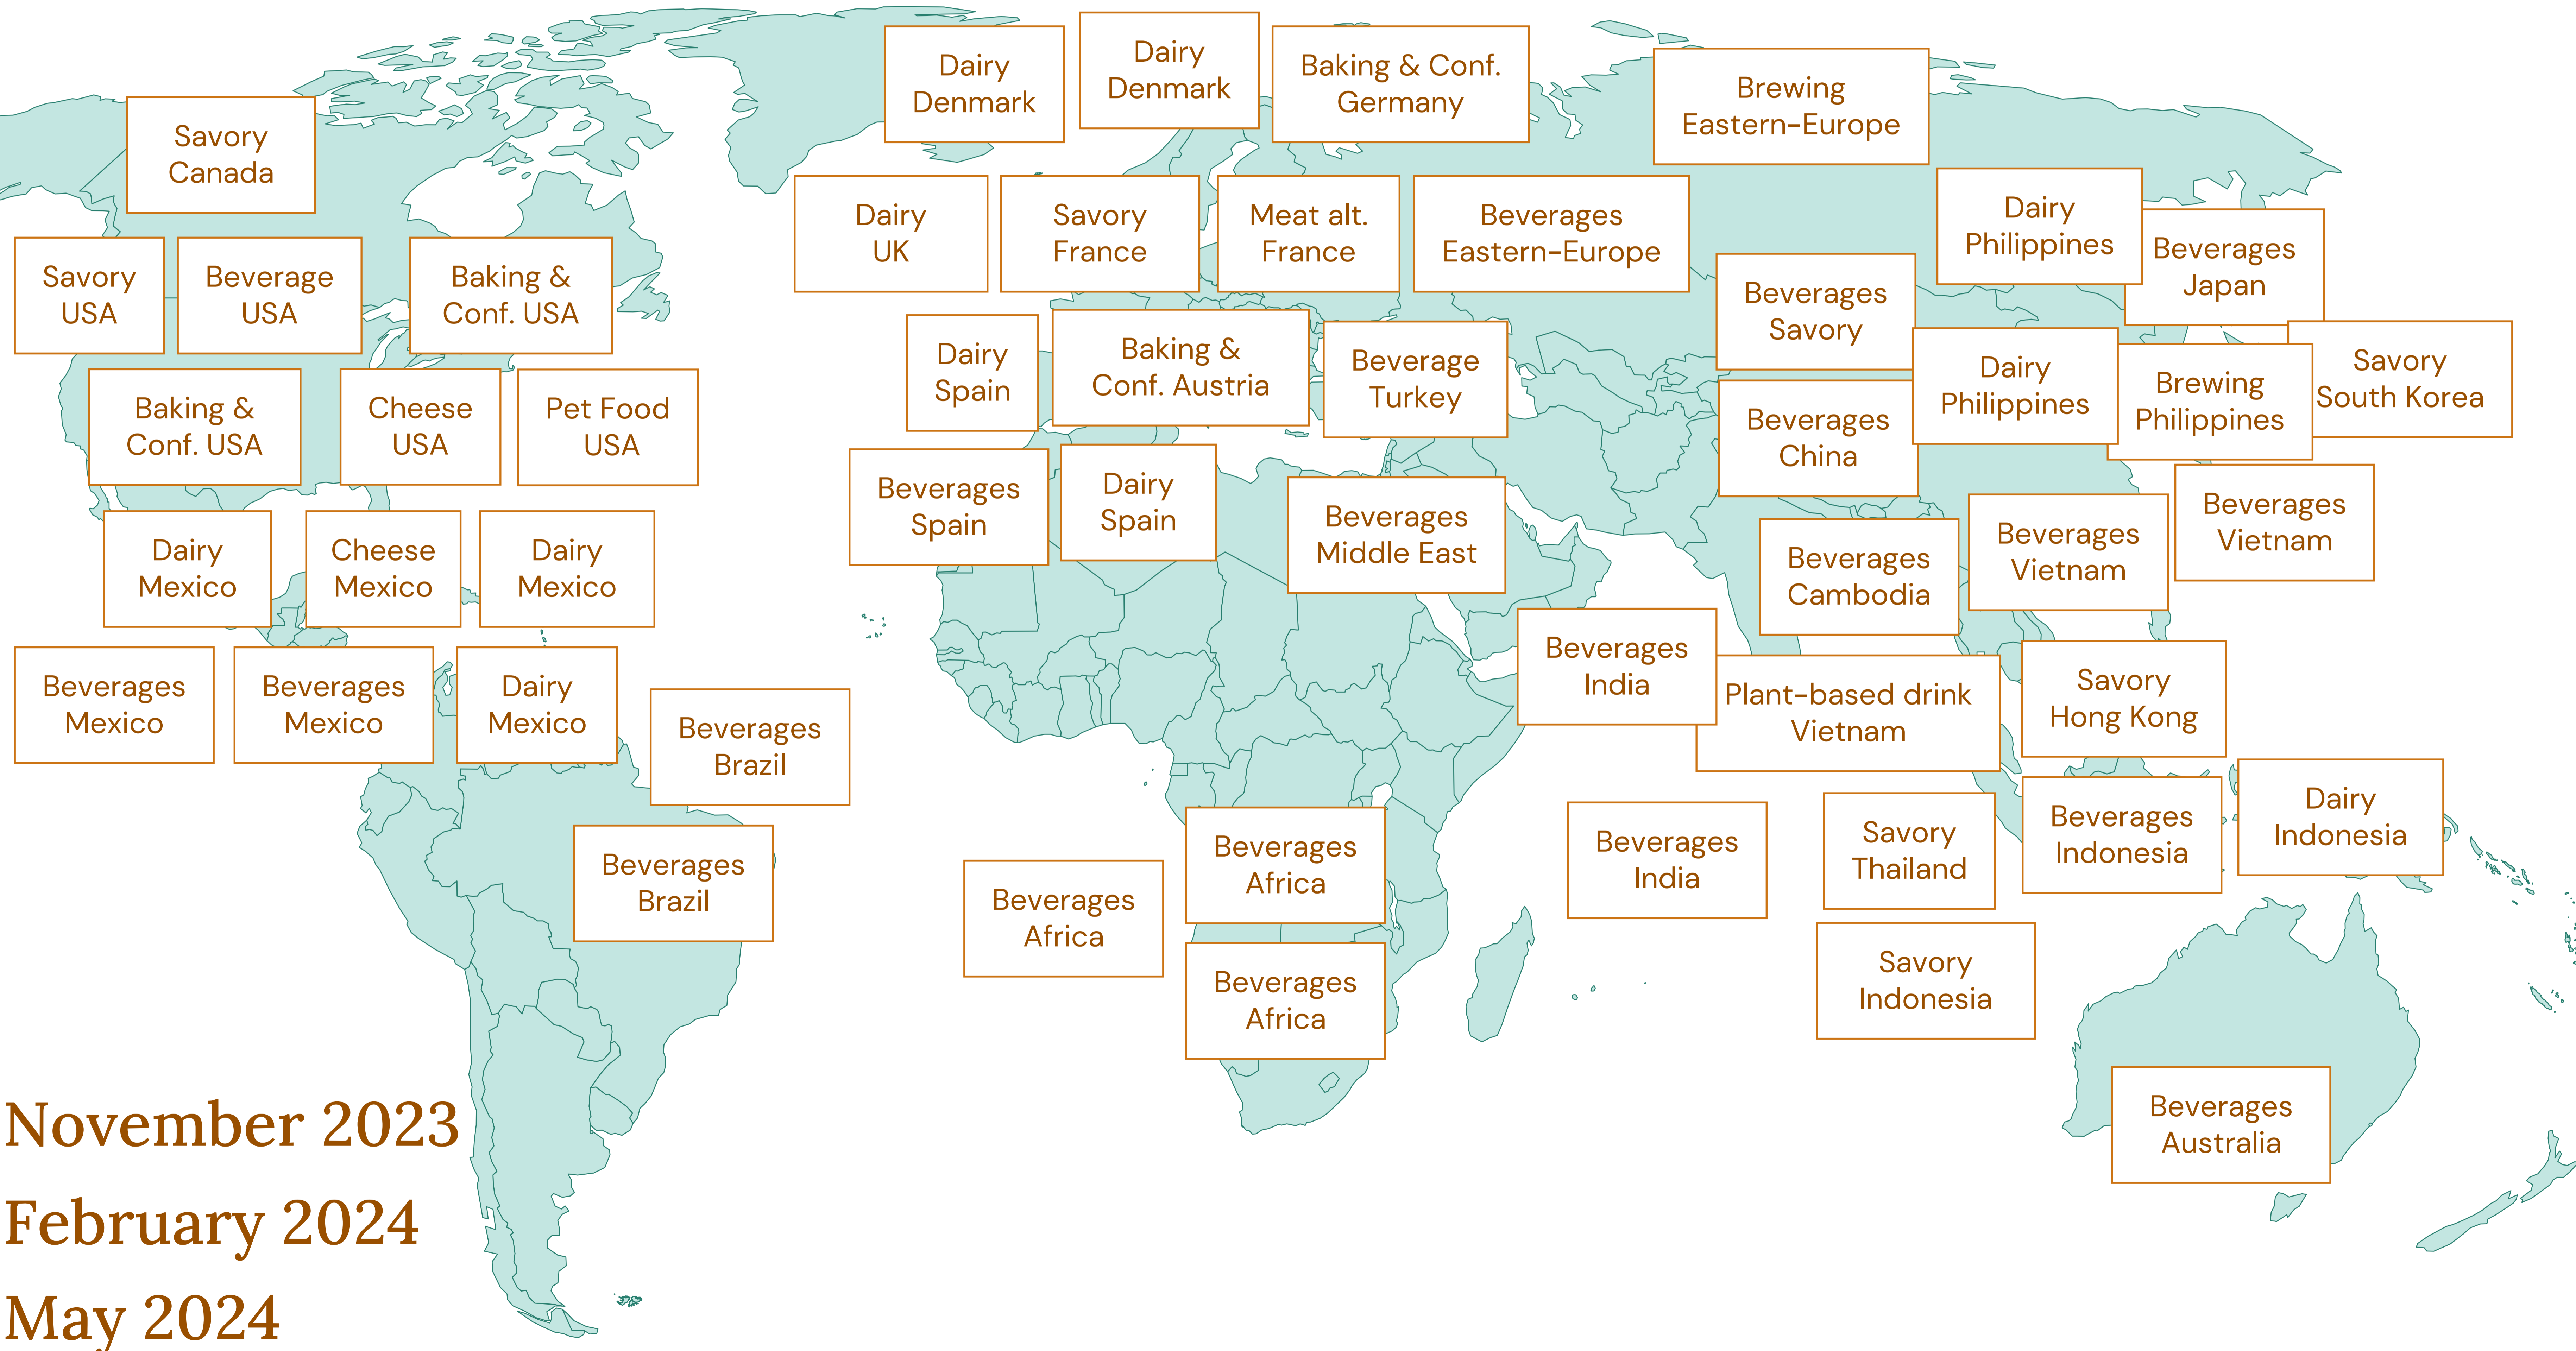 Dairy
Denmark
Dairy
Denmark
Baking & Conf.
Germany
Brewing
Eastern-Europe
Savory
Canada
Dairy
UK
Savory
France
Meat alt.
France
Beverages
Eastern-Europe
Dairy
Philippines
Beverages
Japan
Savory
USA
Beverage
USA
Baking &
Conf. USA
Beverages
Savory
Dairy
Spain
Baking &
Conf. Austria
Beverage
Turkey
Dairy
Philippines
Brewing
Philippines
Savory
South Korea
Baking &
Conf. USA
Cheese
USA
Pet Food
USA
Beverages
China
Beverages
Spain
Dairy
Spain
Beverages
Middle East
Beverages
Vietnam
Beverages
Vietnam
Dairy
Mexico
Cheese
Mexico
Dairy
Mexico
Beverages
Cambodia
Beverages
India
Plant-based drink
Vietnam
Savory
Hong Kong
Beverages
Mexico
Beverages
Mexico
Dairy
Mexico
Beverages
Brazil
Beverages
Africa
Beverages
India
Savory
Thailand
Beverages
Indonesia
Dairy
Indonesia
Beverages
Brazil
Beverages
Africa
Beverages
Africa
Savory
Indonesia
Beverages
Australia
November 2023
February 2024
May 2024